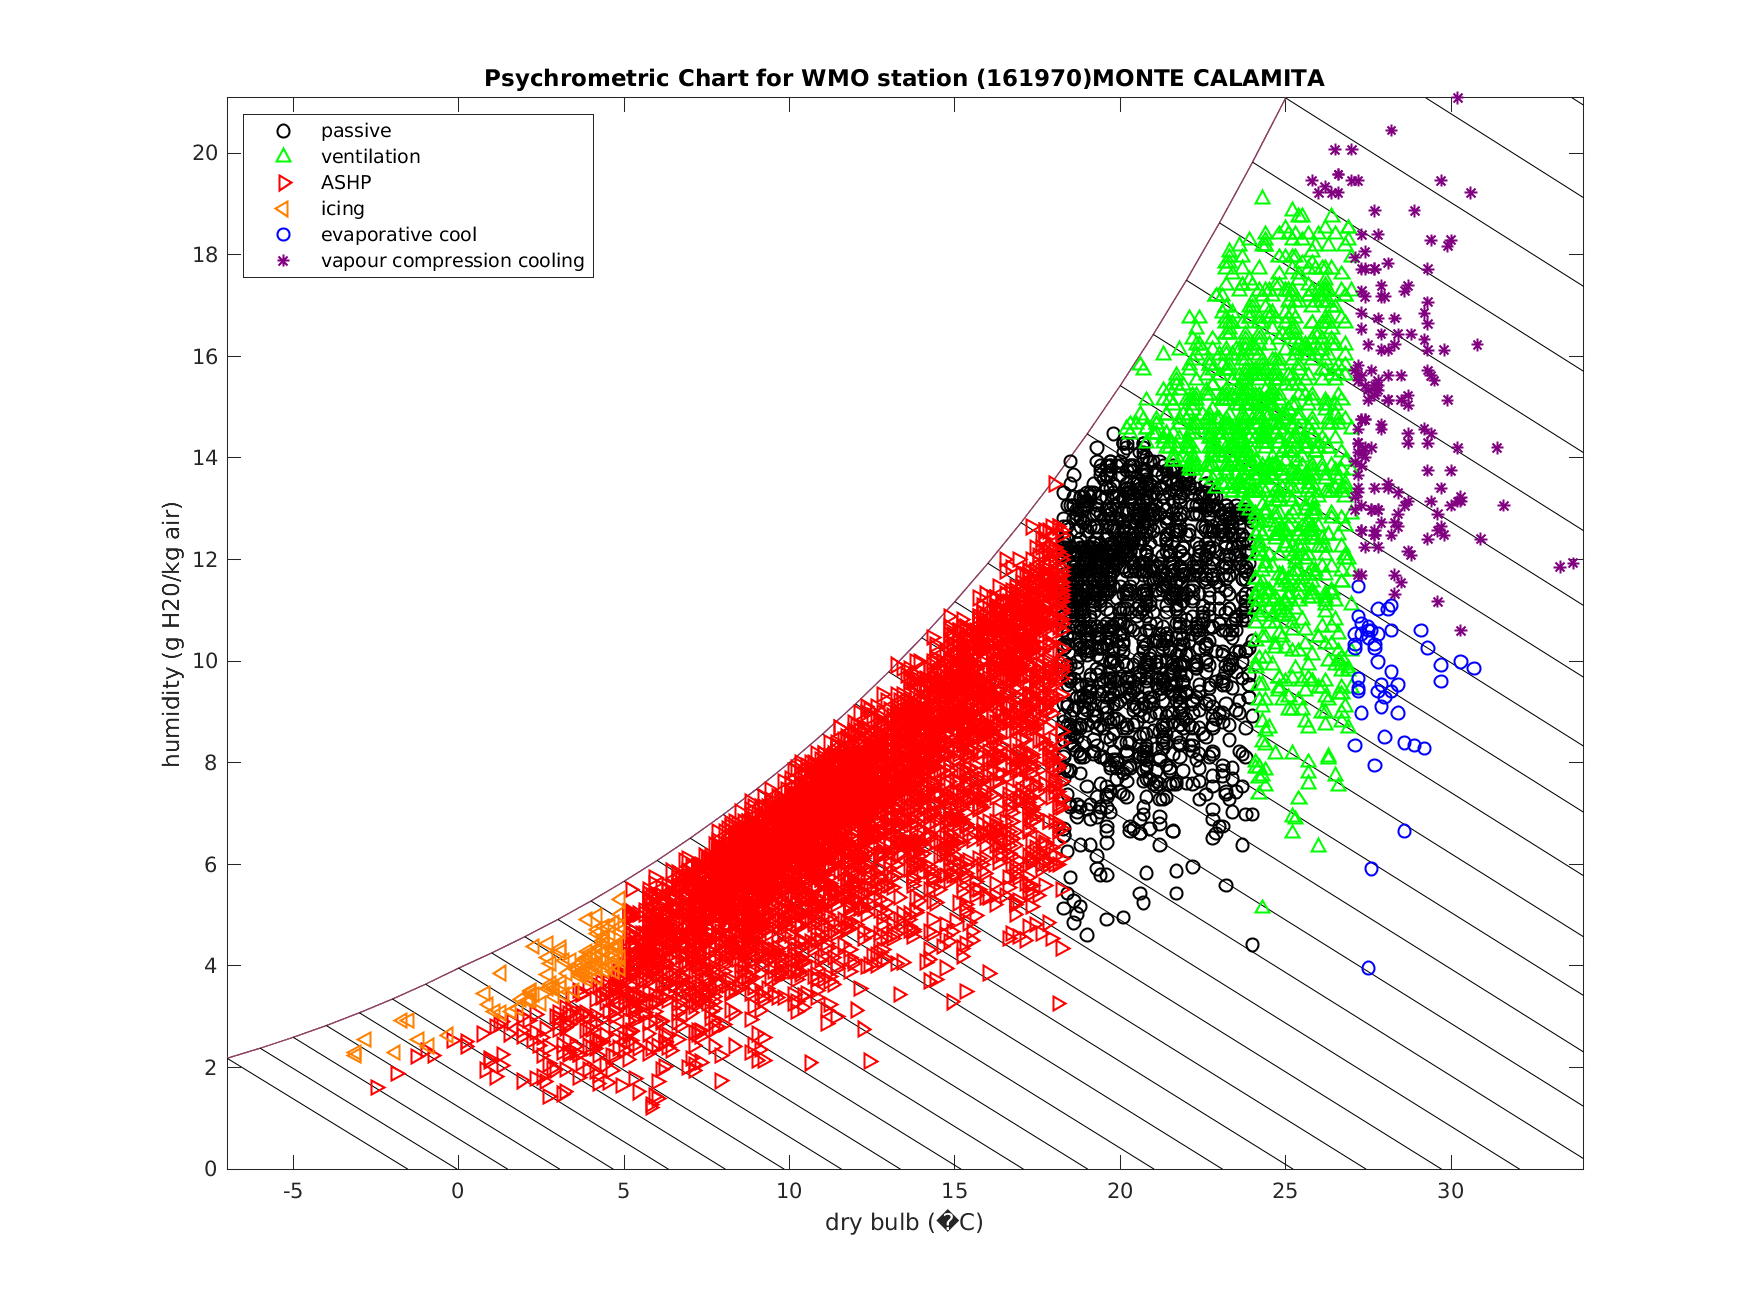 Psychrometric Chart for WMO station (161970)MONTE CALAMITA
passive
ventilation
ASHP
icing
evaporative cool
vapour compression cooling
humidity (g H20/kg air)
20
18
16
14
12
10
8
6
4
2
0
-5 0 5 10 15 20 25 30
dry bulb (�C)